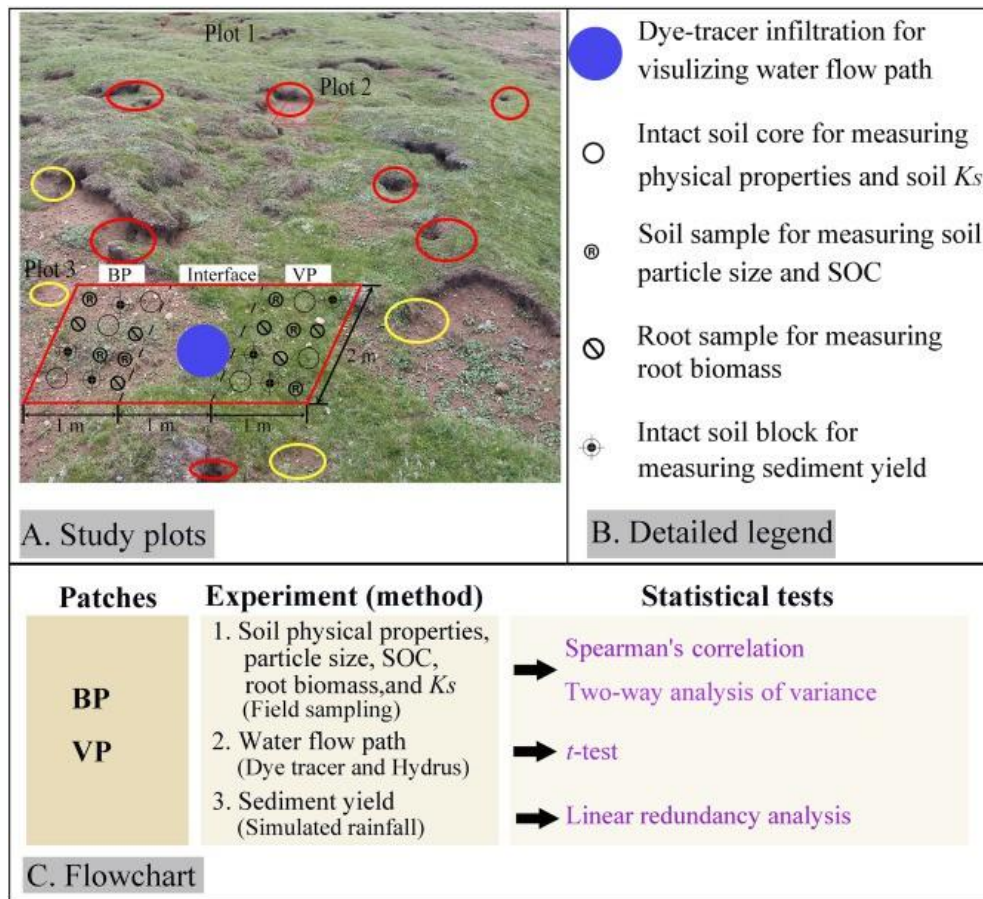 Plot 1
Plot 2
Plot 3
BP
Interface
VP
2 m
1 m
1 m
1 m
A. Study plots
Dye-tracer infiltration for
visulizing water flow path
Intact soil core for measuring
physical properties and soil Ks
® Soil sample for measuring soil
particle size and SOC
Root sample for measuring
root biomass
Intact soil block for
measuring sediment yield
B. Detailed legend
Patches
BP
VP
Experiment (method)
1. Soil physical properties,
particle size, SOC,
root biomass,and Ks
(Field sampling)
2. Water flow path
(Dye tracer and Hydrus)
3. Sediment yield
(Simulated rainfall)
Statistical tests
Spearman's correlation
Two-way analysis of variance
t-test
Linear redundancy analysis
C. Flowchart